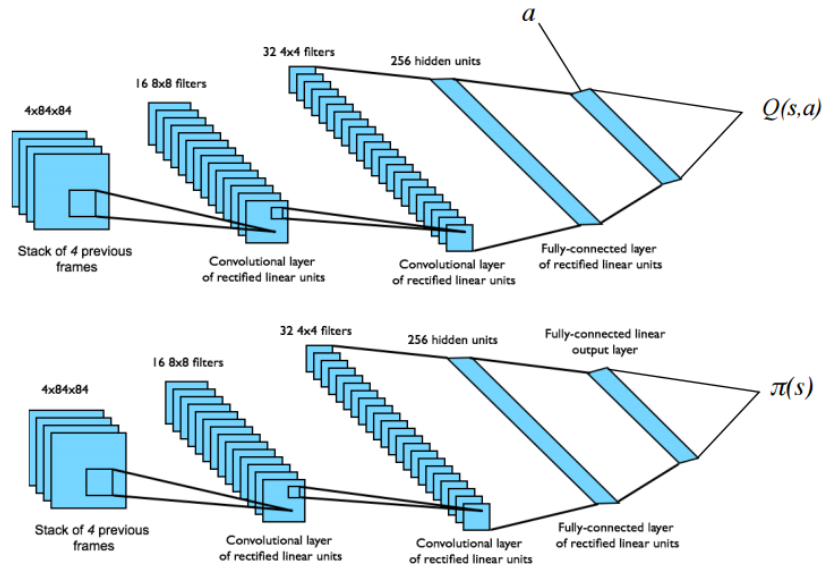 a
32 4x4 filters
256 hidden units
16 8x8 filters
4x84x84
Q(s,a)
Stack of 4 previous
frames
Convolutional layer
of rectified linear units
Convolutional layer
of rectified linear units
Fully-connected layer
of rectified linear units
Fully-connected linear
output layer
32 4x4 filters
256 hidden units
16 8x8 filters
4x84x84
π(s)
Stack of 4 previous
frames
Convolutional layer
of rectified linear units
Convolutional layer
of rectified linear units
Fully-connected layer
of rectified linear units